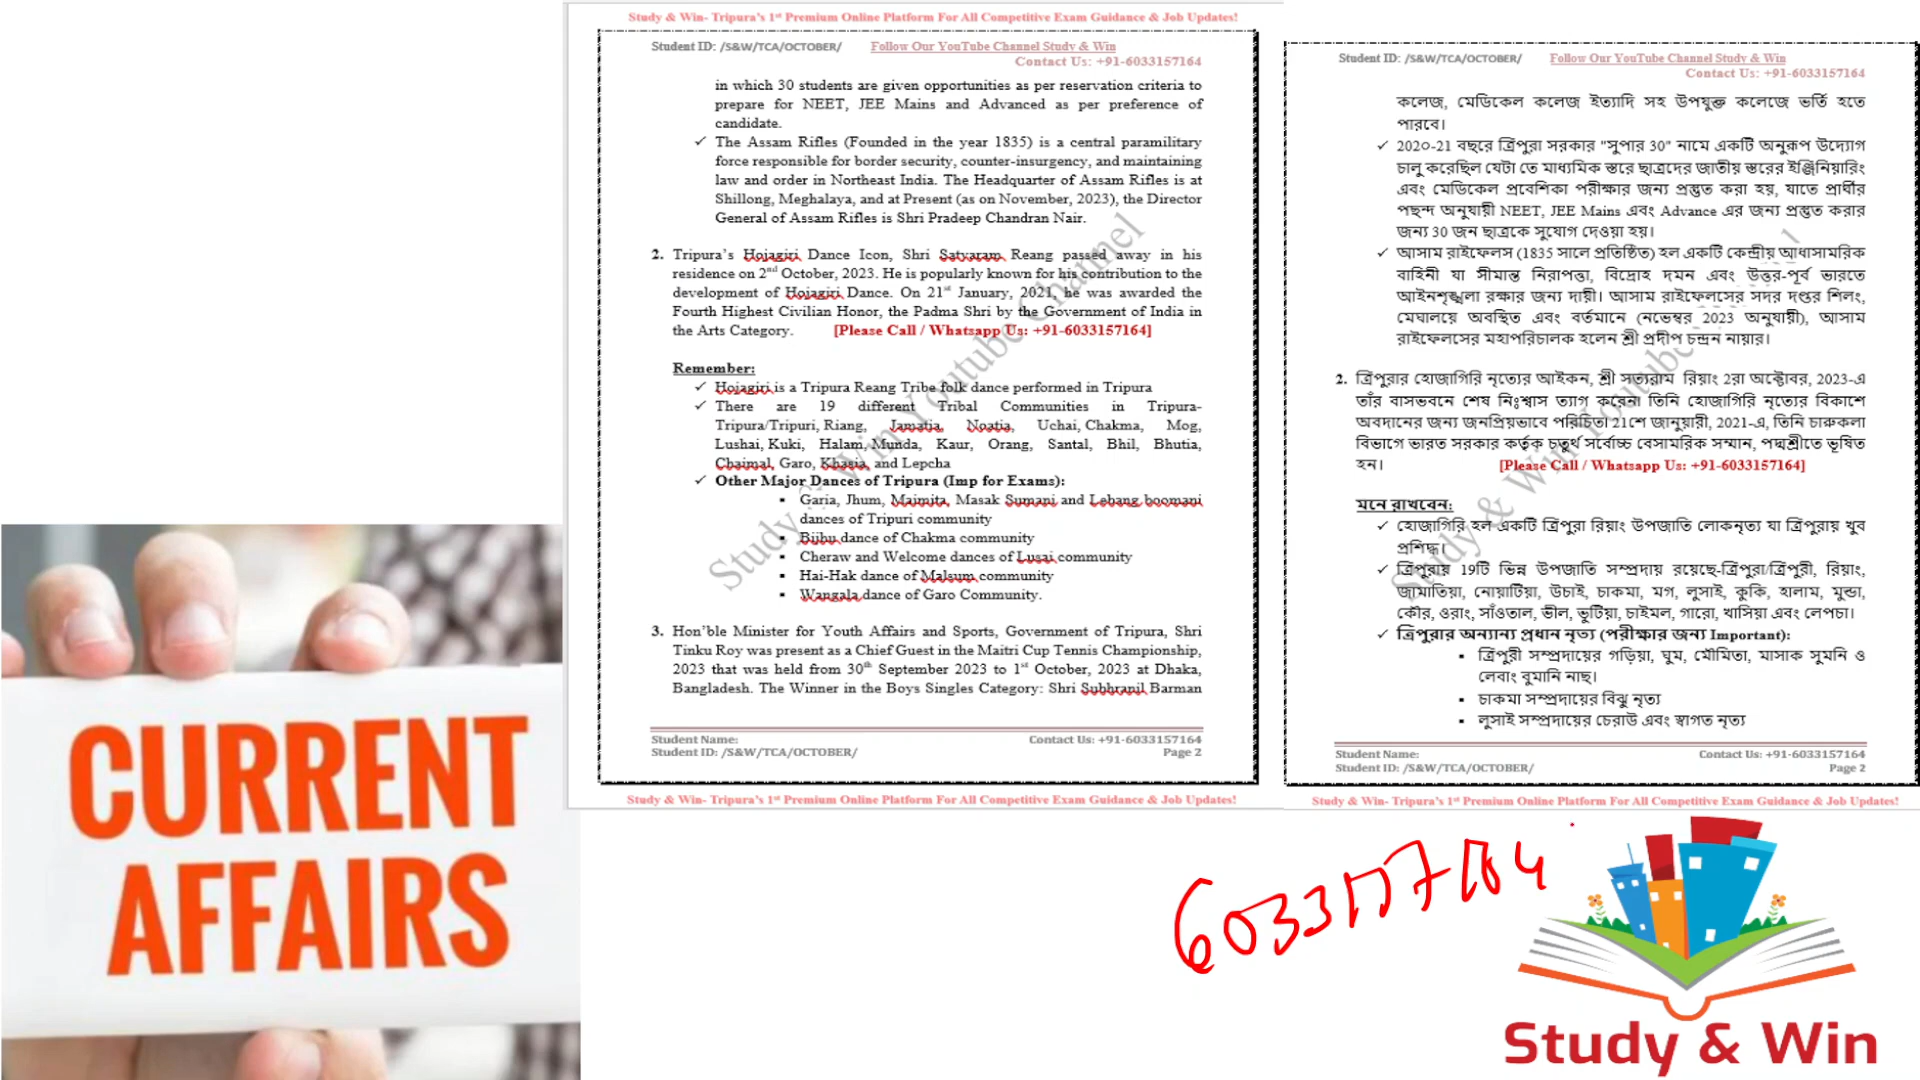 Study & Win- Tripura's 1st Premium Online Platform For All Competitive Exam Guidance & Job Updates!
Student ID: /S&W/TCA/OCTOBER/ Follow Our YouTube Channel Study & Win
Contact Us: +91-6033157164
in which 30 students are given opportunities as per reservation criteria to
prepare for NEET, JEE Mains and Advanced as per preference of
candidate.
✓ The Assam Rifles (Founded in the year 1835) is a central paramilitary
force responsible for border security, counter-insurgency, and maintaining
law and order in Northeast India. The Headquarter of Assam Rifles is at
Shillong, Meghalaya, and at Present (as on November, 2023), the Director
General of Assam Rifles is Shri Pradeep Chandran Nair.
2. Tripura's Hojagiri Dance Icon, Shri Satyaram Reang passed away in his
residence on 2nd October, 2023. He is popularly known for his contribution to the
development of Hojagiri Dance. On 21st January, 2021, he was awarded the
Fourth Highest Civilian Honor, the Padma Shri by the Government of India in
the Arts Category. [Please Call / Whatsapp Us: +91-6033157164]
Remember:
✓ Hojagiri is a Tripura Reang Tribe folk dance performed in Tripura
✓ There are 19 different Tribal Communities in Tripura-
Tripura/Tripuri, Riang, Jamatia, Noatia, Uchai, Chakma, Mog,
Lushai, Kuki, Halam, Munda, Kaur, Orang, Santal, Bhil, Bhutia,
Chaimal, Garo, Khasia, and Lepcha
✓ Other Major Dances of Tripura (Imp for Exams):
▪ Garia, Jhum, Maimita, Masak Sumani and Lebang boomani
dances of Tripuri community
▪ Bijhu dance of Chakma community
▪ Cheraw and Welcome dances of Lusai community
▪ Hai-Hak dance of Malsum community
▪ Wangala dance of Garo Community.
3. Hon'ble Minister for Youth Affairs and Sports, Government of Tripura, Shri
Tinku Roy was present as a Chief Guest in the Maitri Cup Tennis Championship,
2023 that was held from 30th September 2023 to 1st October, 2023 at Dhaka,
Bangladesh. The Winner in the Boys Singles Category: Shri Subhranil Barman
Student Name: Contact Us: +91-6033157164
Student ID: /S&W/TCA/OCTOBER/ Page 2
Study & Win- Tripura's 1st Premium Online Platform For All Competitive Exam Guidance & Job Updates!
Study & Win Youtube Channel
Student ID: /S&W/TCA/OCTOBER/ Follow Our YouTube Channel Study & Win
Contact Us: +91-6033157164
কলেজ, মেডিকেল কলেজ ইত্যাদি সহ উপযুক্ত কলেজে ভর্তি হতে
পারবে।
✓ 2020-21 বছরে ত্রিপুরা সরকার "সুপার 30" নামে একটি অনুরূপ উদ্যোগ
চালু করেছিল যেটা তে মাধ্যমিক স্তরে ছাত্রদের জাতীয় স্তরের ইঞ্জিনিয়ারিং
এবং মেডিকেল প্রবেশিকা পরীক্ষার জন্য প্রস্তুত করা হয়, যাতে প্রার্থীর
পছন্দ অনুযায়ী NEET, JEE Mains এবং Advance এর জন্য প্রস্তুত করার
জন্য 30 জন ছাত্রকে সুযোগ দেওয়া হয়।
✓ আসাম রাইফেলস (1835 সালে প্রতিষ্ঠিত) হল একটি কেন্দ্রীয় আধাসামরিক
বাহিনী যা সীমান্ত নিরাপত্তা, বিদ্রোহ দমন এবং উত্তর-পূর্ব ভারতে
আইনশৃঙ্খলা রক্ষার জন্য দায়ী। আসাম রাইফেলসের সদর দপ্তর শিলং,
মেঘালয়ে অবস্থিত এবং বর্তমানে (নভেম্বর 2023 অনুযায়ী), আসাম
রাইফেলসের মহাপরিচালক হলেন শ্রী প্রদীপ চন্দ্রন নায়ার।
2. ত্রিপুরার হোজাগিরি নৃত্যের আইকন, শ্রী সত্যরাম রিয়াং 2রা অক্টোবর, 2023-এ
তাঁর বাসভবনে শেষ নিঃশ্বাস ত্যাগ করেন। তিনি হোজাগিরি নৃত্যের বিকাশে
অবদানের জন্য জনপ্রিয়ভাবে পরিচিত। 21শে জানুয়ারী, 2021-এ, তিনি চারুকলা
বিভাগে ভারত সরকার কর্তৃক চতুর্থ সর্বোচ্চ বেসামরিক সম্মান, পদ্মশ্রীতে ভূষিত
হন। [Please Call / Whatsapp Us: +91-6033157164]
মনে রাখবেন:
✓ হোজাগিরি হল একটি ত্রিপুরা রিয়াং উপজাতি লোকনৃত্য যা ত্রিপুরায় খুব
প্রশিদ্ধ।
✓ ত্রিপুরায় 19টি ভিন্ন উপজাতি সম্প্রদায় রয়েছে-ত্রিপুরা/ত্রিপুরী, রিয়াং,
জামাতিয়া, নোয়াটিয়া, উচাই, চাকমা, মগ, লুসাই, কুকি, হালাম, মুন্ডা,
কৌর, ওরাং, সাঁওতাল, ভীল, ভুটিয়া, চাইমল, গারো, খাসিয়া এবং লেপচা।
✓ ত্রিপুরার অন্যান্য প্রধান নৃত্য (পরীক্ষার জন্য Important):
▪ ত্রিপুরী সম্প্রদায়ের গড়িয়া, ঘুম, মৌমিতা, মাসাক সুমনি ও
লেবাং বুমানি নাছ।
▪ চাকমা সম্প্রদায়ের বিঝু নৃত্য
▪ লুসাই সম্প্রদায়ের চেরাউ এবং স্বাগত নৃত্য
Student Name: Contact Us: +91-6033157164
Student ID: /S&W/TCA/OCTOBER/ Page 2
Study & Win- Tripura's 1st Premium Online Platform For All Competitive Exam Guidance & Job Updates!
CURRENT
AFFAIRS
6033157164
Study & Win